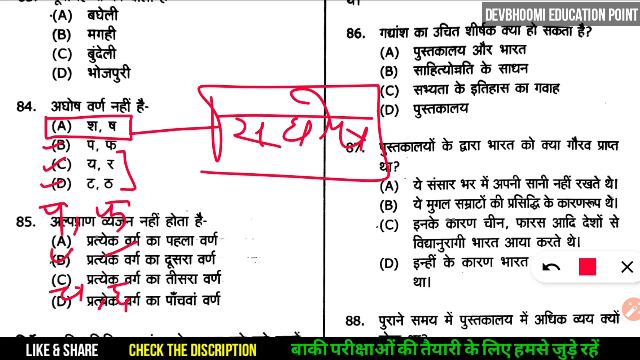 DEVBHOOMI EDUCATION POINT
(A) बघेली
(B) मगही
(C) बुंदेली
(D) भोजपुरी
84. अघोष वर्ण नहीं है-
(A) श, ष
(B) प, फ
(C) य, र
(D) ट, ठ
85. अल्पप्राण व्यंजन नहीं होता है-
(A) प्रत्येक वर्ग का पहला वर्ण
(B) प्रत्येक वर्ग का दूसरा वर्ण
(C) प्रत्येक वर्ग का तीसरा वर्ण
(D) प्रत्येक वर्ग का पाँचवां वर्ण
86. गद्यांश का उचित शीर्षक क्या हो सकता है?
(A) पुस्तकालय और भारत
(B) साहित्योन्नति के साधन
(C) सभ्यता के इतिहास का गवाह
(D) पुस्तकालय
87. पुस्तकालयों के द्वारा भारत को क्या गौरव प्राप्त
था?
(A) ये संसार भर में अपनी सानी नहीं रखते थे।
(B) ये मुगल सम्राटों की प्रसिद्धि के कारणरूप थे।
(C) इनके कारण चीन, फारस आदि देशों से
विद्यानुरागी भारत आया करते थे।
(D) इन्हीं के कारण भारत
था।
88. पुराने समय में पुस्तकालय में अधिक व्यय क्यों
प, फ
LIKE & SHARE CHECK THE DISCRIPTION बाकी परीक्षाओं की तैयारी के लिए हमसे जुड़े रहें